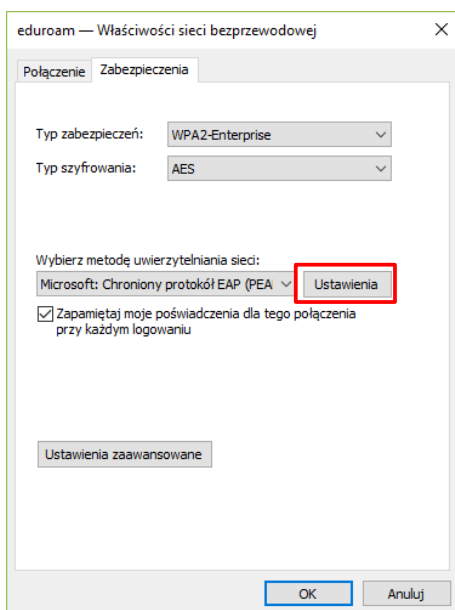 eduroam — Właściwości sieci bezprzewodowej
Połączenie Zabezpieczenia
Typ zabezpieczeń: WPA2-Enterprise
Typ szyfrowania: AES
Wybierz metodę uwierzytelniania sieci:
Microsoft: Chroniony protokół EAP (PEA Ustawienia
Zapamiętaj moje poświadczenia dla tego połączenia
przy każdym logowaniu
Ustawienia zaawansowane
OK Anuluj